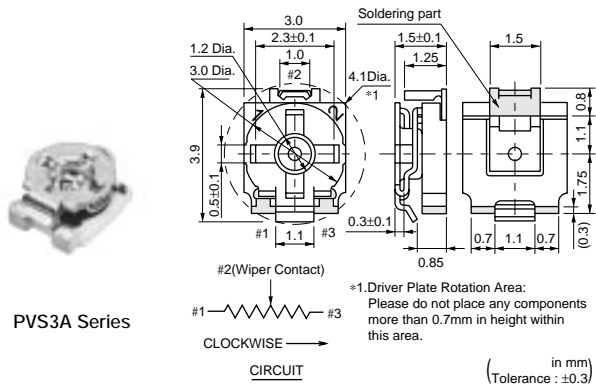 3.0
2.3±0.1
1.0
#2
1.2 Dia.
3.0 Dia.
4.1Dia.
*1
1
2
3.9
0.5±0.1
#1
1.1
#3
Soldering part
1.5±0.1
1.25
0.3±0.1
0.85
1.5
0.8
1.1
1.75
(0.3)
0.7
1.1
0.7
PVS3A Series
#2(Wiper Contact)
#1
#3
CLOCKWISE
CIRCUIT
*1.Driver Plate Rotation Area:
Please do not place any components
more than 0.7mm in height within
this area.
( in mm
Tolerance : ±0.3)